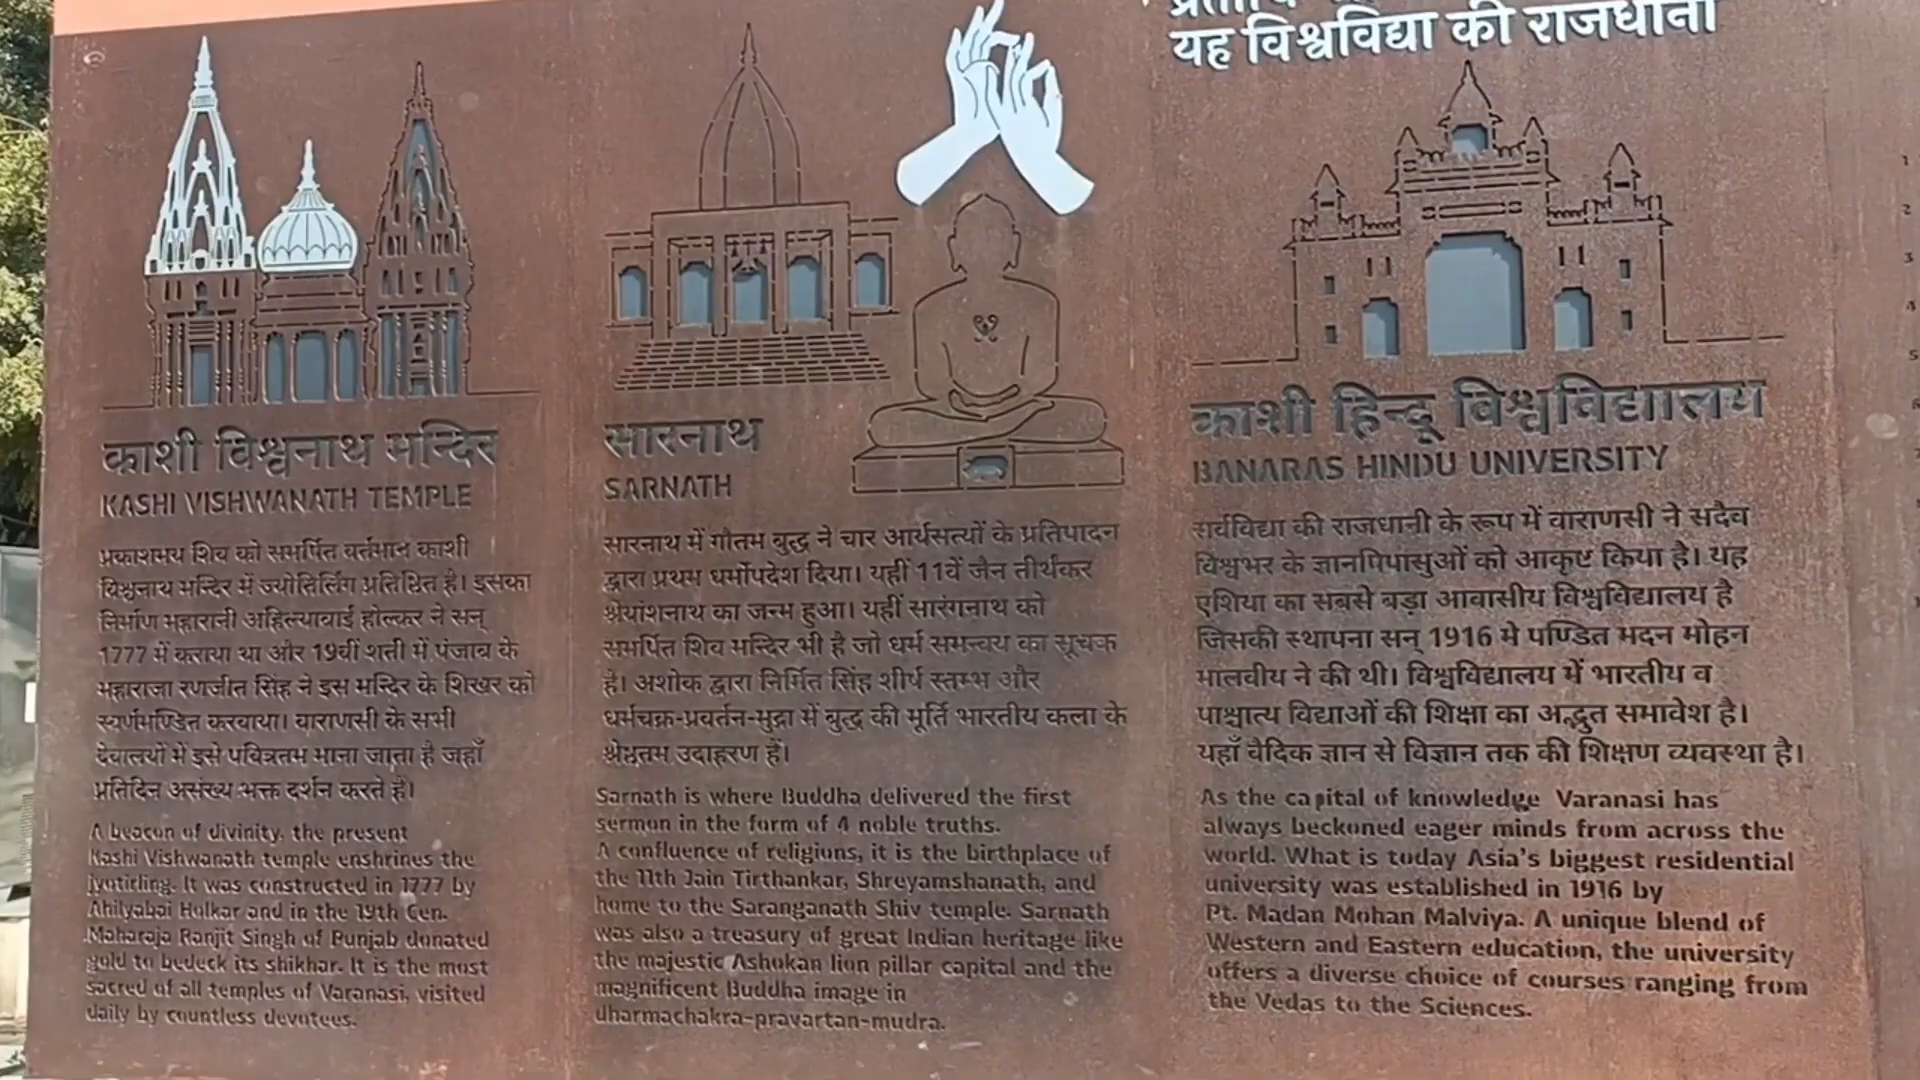 यह विश्वविद्या की राजधानी
काशी विश्वनाथ मन्दिर
KASHI VISHWANATH TEMPLE
प्रकाशमय शिव को समर्पित वर्तमान काशी
विश्वनाथ मन्दिर में ज्योतिर्लिंग प्रतिष्ठित है। इसका
निर्माण महारानी अहिल्याबाई होल्कर ने सन्
1777 में कराया था और 19वीं शती में पंजाब के
महाराजा रणजीत सिंह ने इस मन्दिर के शिखर को
स्वर्णमण्डित करवाया। वाराणसी के सभी
देवालयों में इसे पवित्रतम माना जाता है जहाँ
प्रतिदिन असंख्य भक्त दर्शन करते है।
A beacon of divinity, the present
Kashi Vishwanath temple enshrines the
jyotirling. It was constructed in 1777 by
Ahilyabai Holkar and in the 19th Cen.
Maharaja Ranjit Singh of Punjab donated
gold to bedeck its shikhar. It is the most
sacred of all temples of Varanasi, visited
daily by countless devotees.
सारनाथ
SARNATH
सारनाथ में गौतम बुद्ध ने चार आर्यसत्यों के प्रतिपादन
द्वारा प्रथम धर्मोपदेश दिया। यहीं 11वें जैन तीर्थंकर
श्रेयांशनाथ का जन्म हुआ। यहीं सारंगनाथ को
समर्पित शिव मन्दिर भी है जो धर्म समन्वय का सूचक
है। अशोक द्वारा निर्मित सिंह शीर्ष स्तम्भ और
धर्मचक्र-प्रवर्तन-मुद्रा में बुद्ध की मूर्ति भारतीय कला के
श्रेष्ठतम उदाहरण हैं।
Sarnath is where Buddha delivered the first
sermon in the form of 4 noble truths.
A confluence of religions, it is the birthplace of
the 11th Jain Tirthankar, Shreyamshanath, and
home to the Saranganath Shiv temple. Sarnath
was also a treasury of great Indian heritage like
the majestic Ashokan lion pillar capital and the
magnificent Buddha image in
dharmachakra-pravartan-mudra.
काशी हिन्दू विश्वविद्यालय
BANARAS HINDU UNIVERSITY
सर्वविद्या की राजधानी के रूप में वाराणसी ने सदैव
विश्वभर के ज्ञानपिपासुओं को आकृष्ट किया है। यह
एशिया का सबसे बड़ा आवासीय विश्वविद्यालय है
जिसकी स्थापना सन् 1916 मे पण्डित मदन मोहन
मालवीय ने की थी। विश्वविद्यालय में भारतीय व
पाश्चात्य विद्याओं की शिक्षा का अद्भुत समावेश है।
यहाँ वैदिक ज्ञान से विज्ञान तक की शिक्षण व्यवस्था है।
As the capital of knowledge Varanasi has
always beckoned eager minds from across the
world. What is today Asia's biggest residential
university was established in 1916 by
Pt. Madan Mohan Malviya. A unique blend of
Western and Eastern education, the university
offers a diverse choice of courses ranging from
the Vedas to the Sciences.
1
2
3
4
5